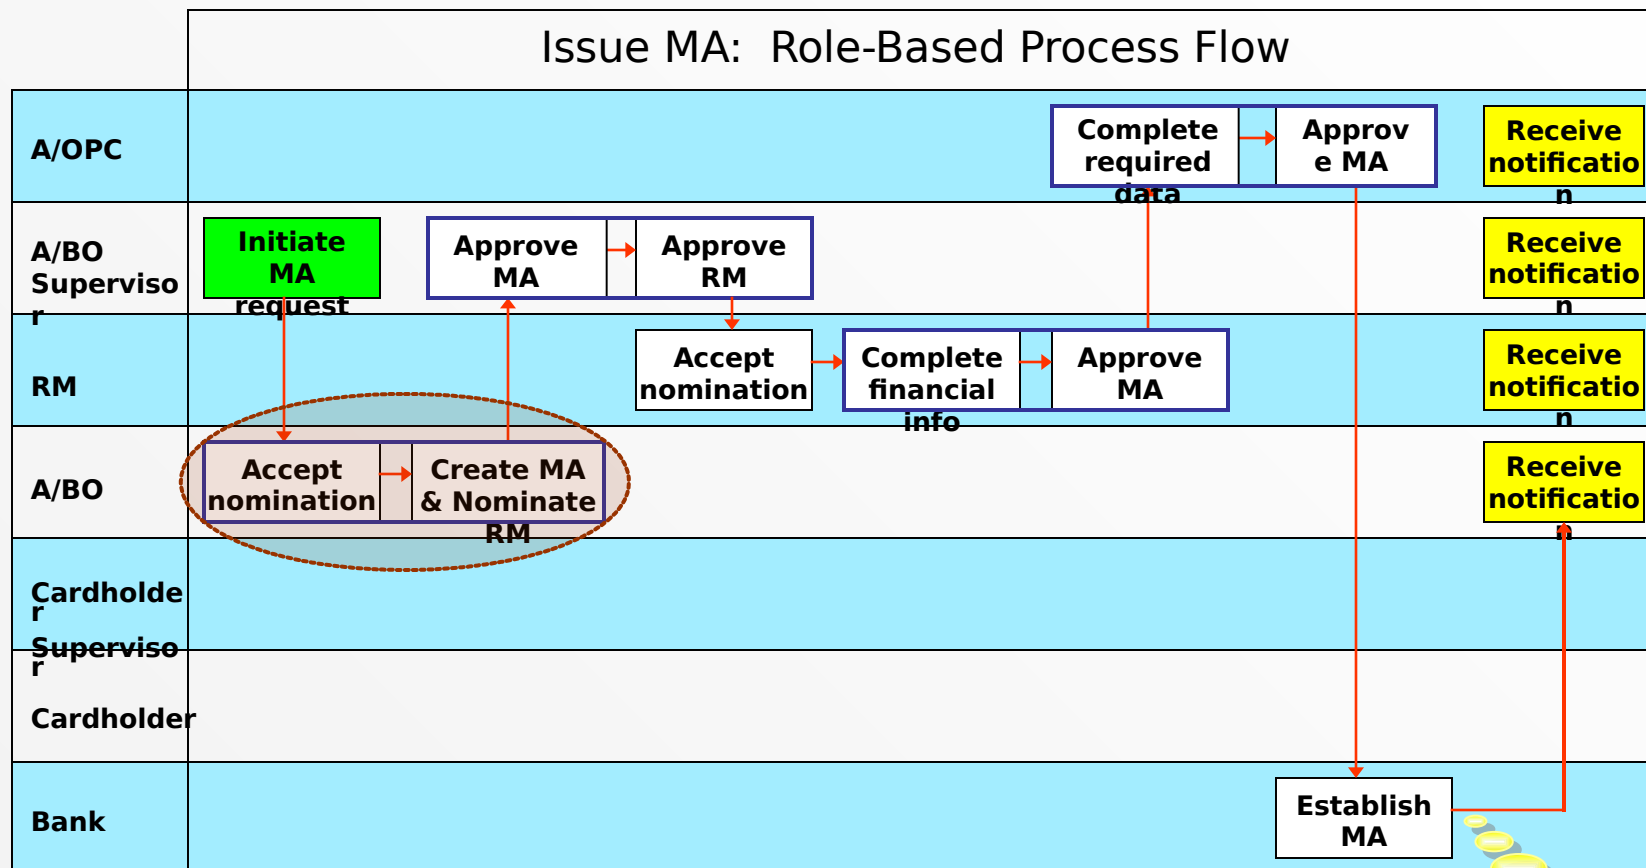 Issue MA:  Role-Based Process Flow
A/OPC
Complete
required
data
Approv
e MA
Receive
notificatio
n
A/BO
Superviso
r
Initiate
MA
request
Approve
MA
Approve
RM
Receive
notificatio
n
RM
Accept
nomination
Complete
financial
info
Approve
MA
Receive
notificatio
n
A/BO
Accept
nomination
Create MA
& Nominate
RM
Receive
notificatio
n
Cardholde
r
Superviso
r
Cardholder
Bank
Establish
MA